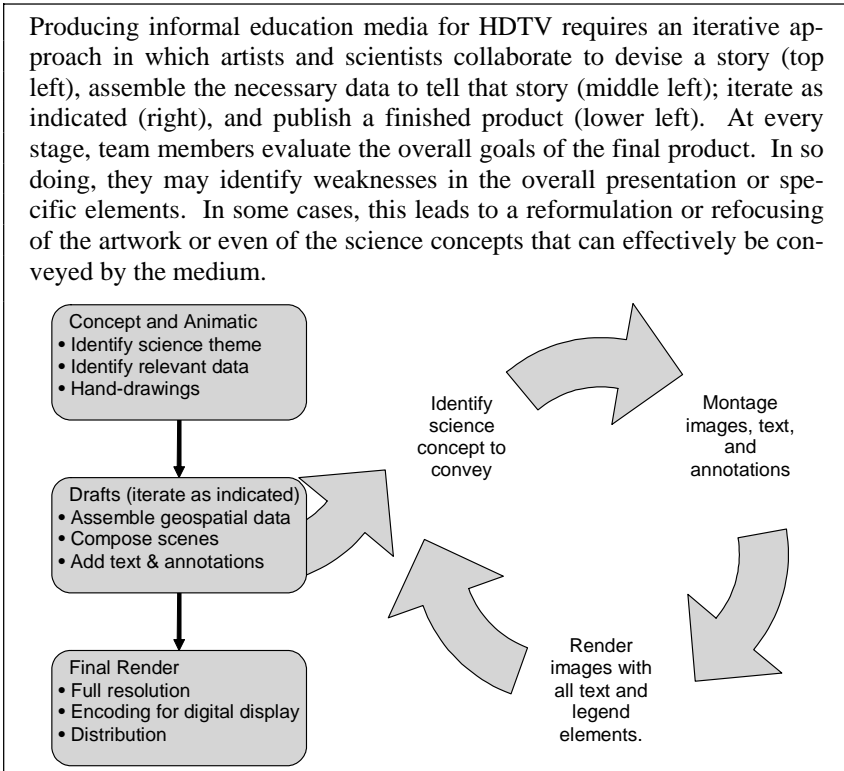 Producing informal education media for HDTV requires an iterative ap-
proach in which artists and scientists collaborate to devise a story (top
left), assemble the necessary data to tell that story (middle left); iterate as
indicated (right), and publish a finished product (lower left).  At every
stage, team members evaluate the overall goals of the final product.  In so
doing, they may identify weaknesses in the overall presentation or spe-
cific elements.  In some cases, this leads to a reformulation or refocusing
of the artwork or even of the science concepts that can effectively be con-
veyed by the medium.
Concept and Animatic
• Identify science theme
• Identify relevant data
• Hand-drawings
Drafts (iterate as indicated)
• Assemble geospatial data
• Compose scenes
• Add text & annotations
Final Render
• Full resolution
• Encoding for digital display
• Distribution
Identify
science
concept to
convey
Montage
images, text,
and
annotations
Render
images with
all text and
legend
elements.